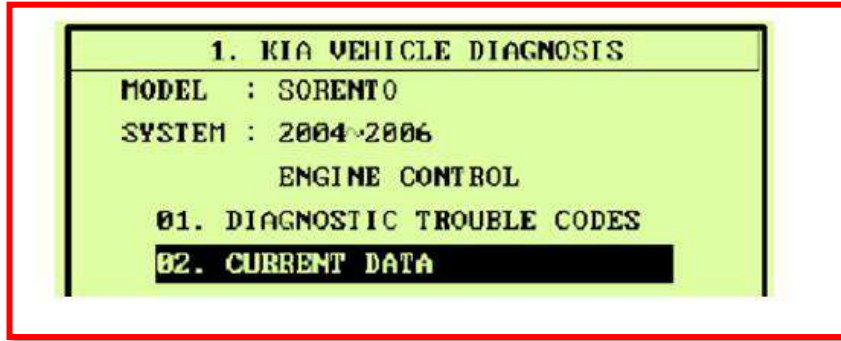 1. KIA VEHICLE DIAGNOSIS
MODEL : SORENTO
SYSTEM : 2004~2006
ENGINE CONTROL
01. DIAGNOSTIC TROUBLE CODES
02. CURRENT DATA